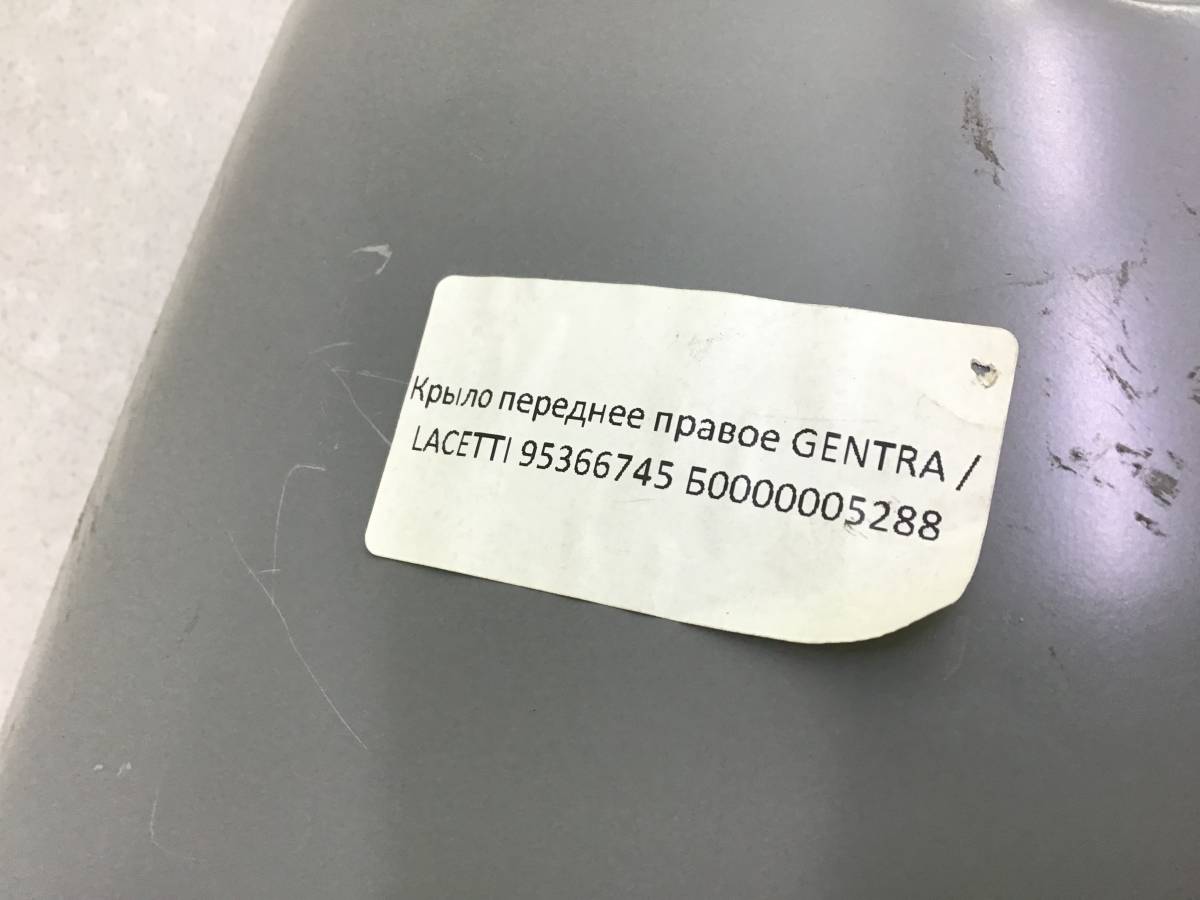 Крыло переднее правое GENTRA /
LACETTI 95366745 Б0000005288